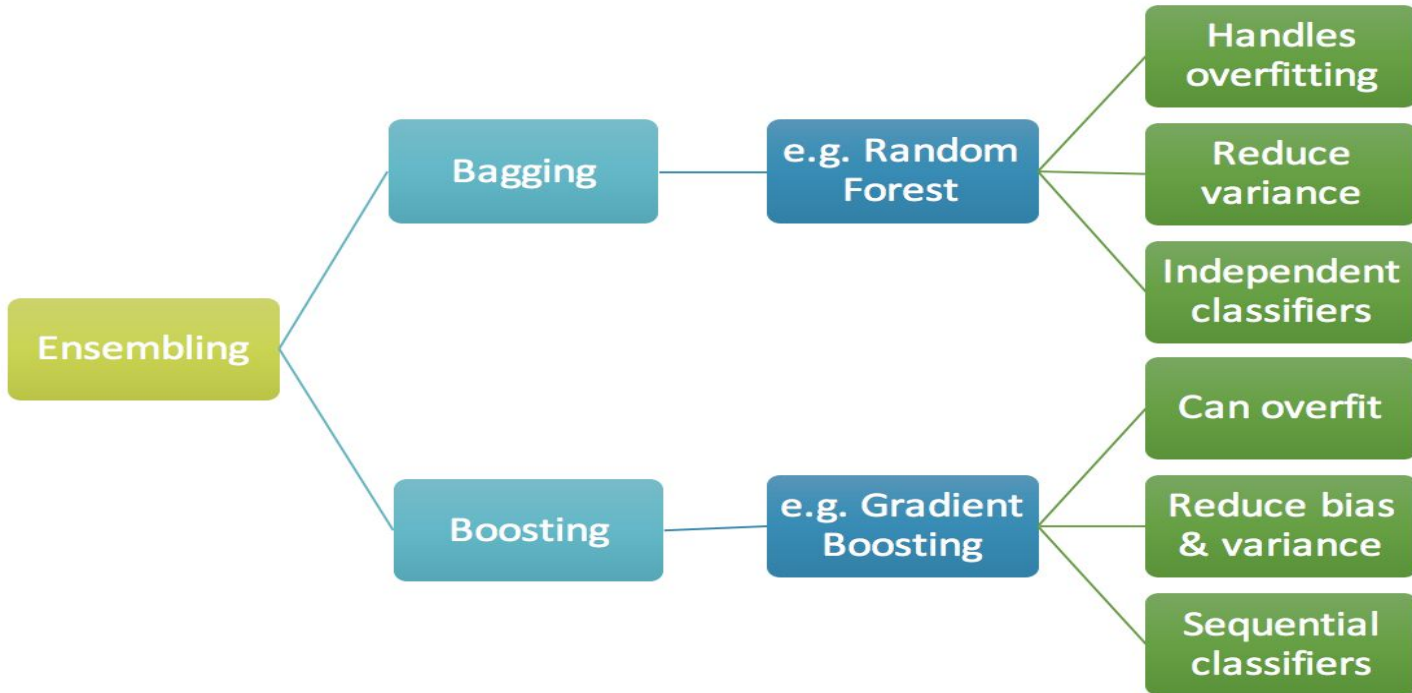 Ensembling
Bagging
e.g. Random
Forest
Handles
overfitting
Reduce
variance
Independent
classifiers
Boosting
e.g. Gradient
Boosting
Can overfit
Reduce bias
& variance
Sequential
classifiers